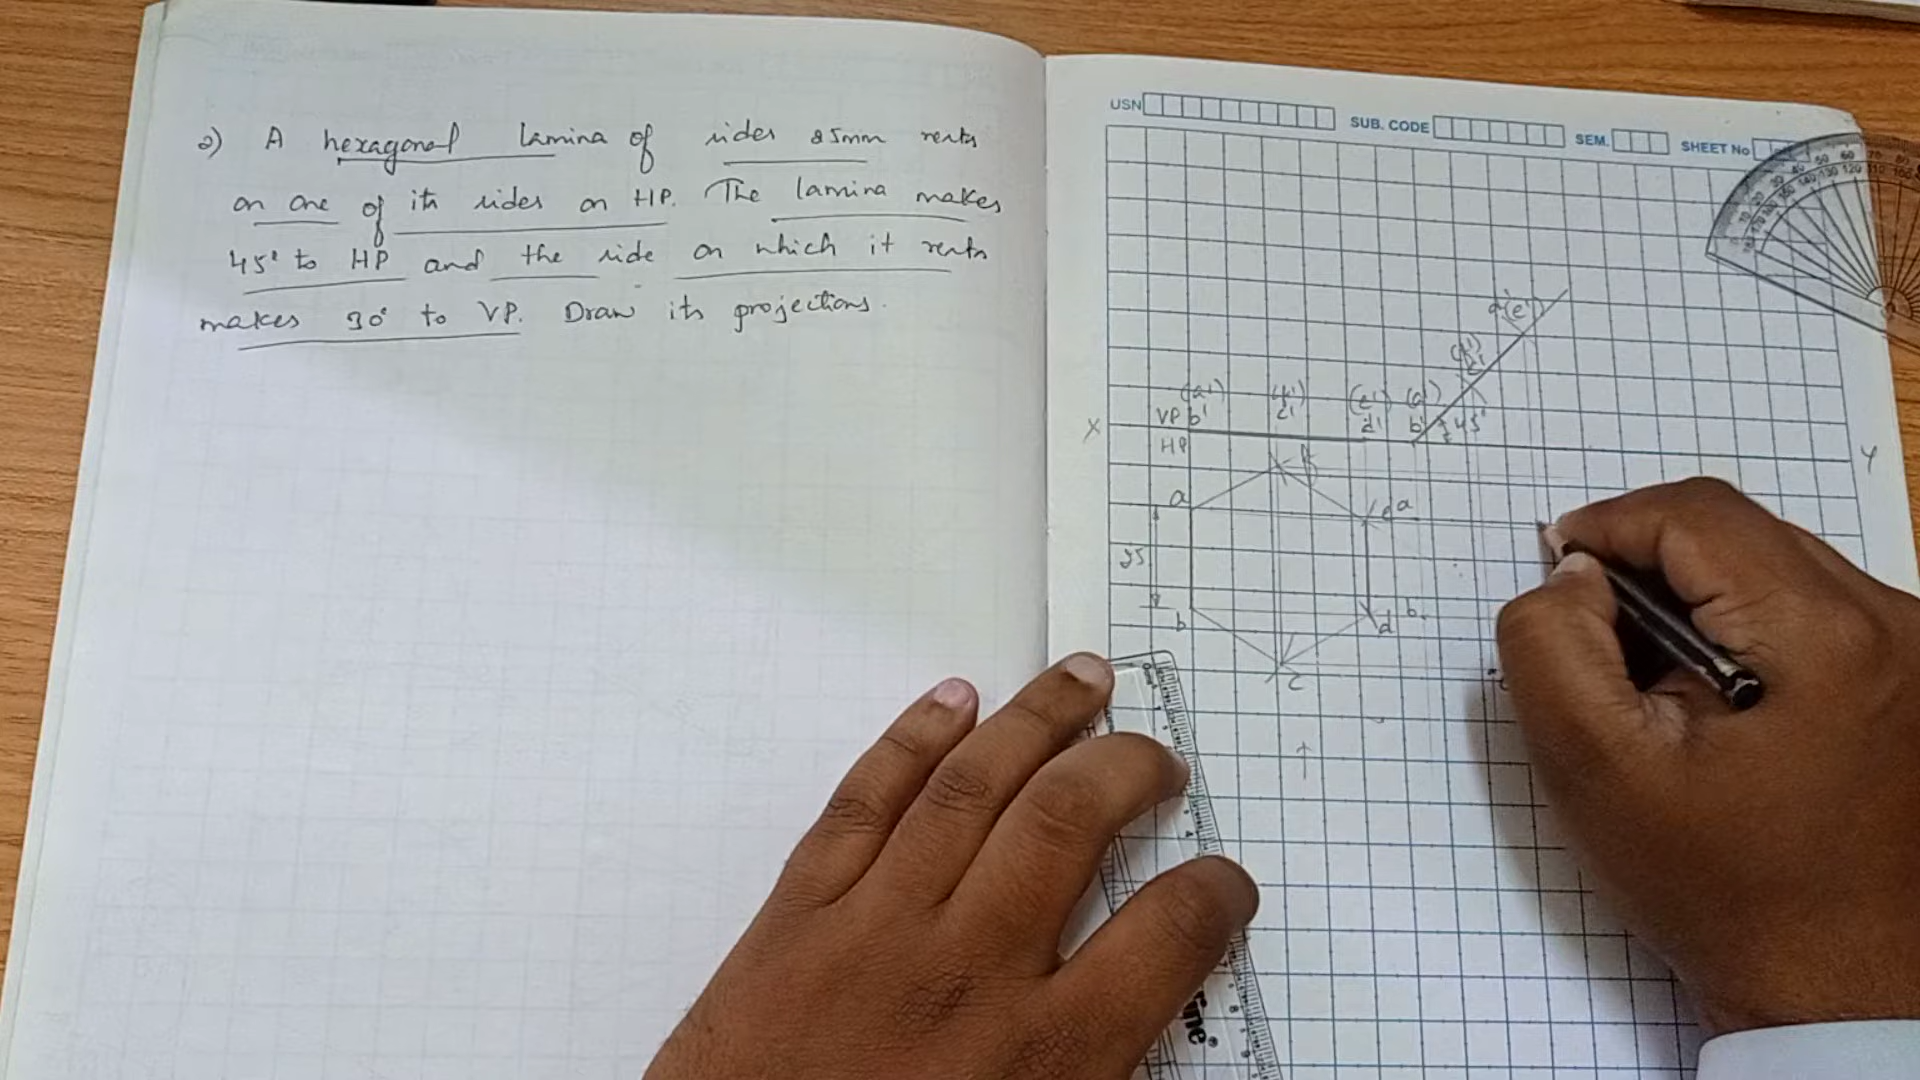 2) A hexagonal lamina of sides 25mm rests
on one of its sides on HP. The lamina makes
45° to HP and the side on which it rests
makes 30° to VP. Draw its projections.
USN SUB. CODE SEM. SHEET No
d'(e')
(f')
c'
(a') (f') (e') (a')
VP b' c' d' b' 45°
X HP Y
f
a e a
25
b d b
c